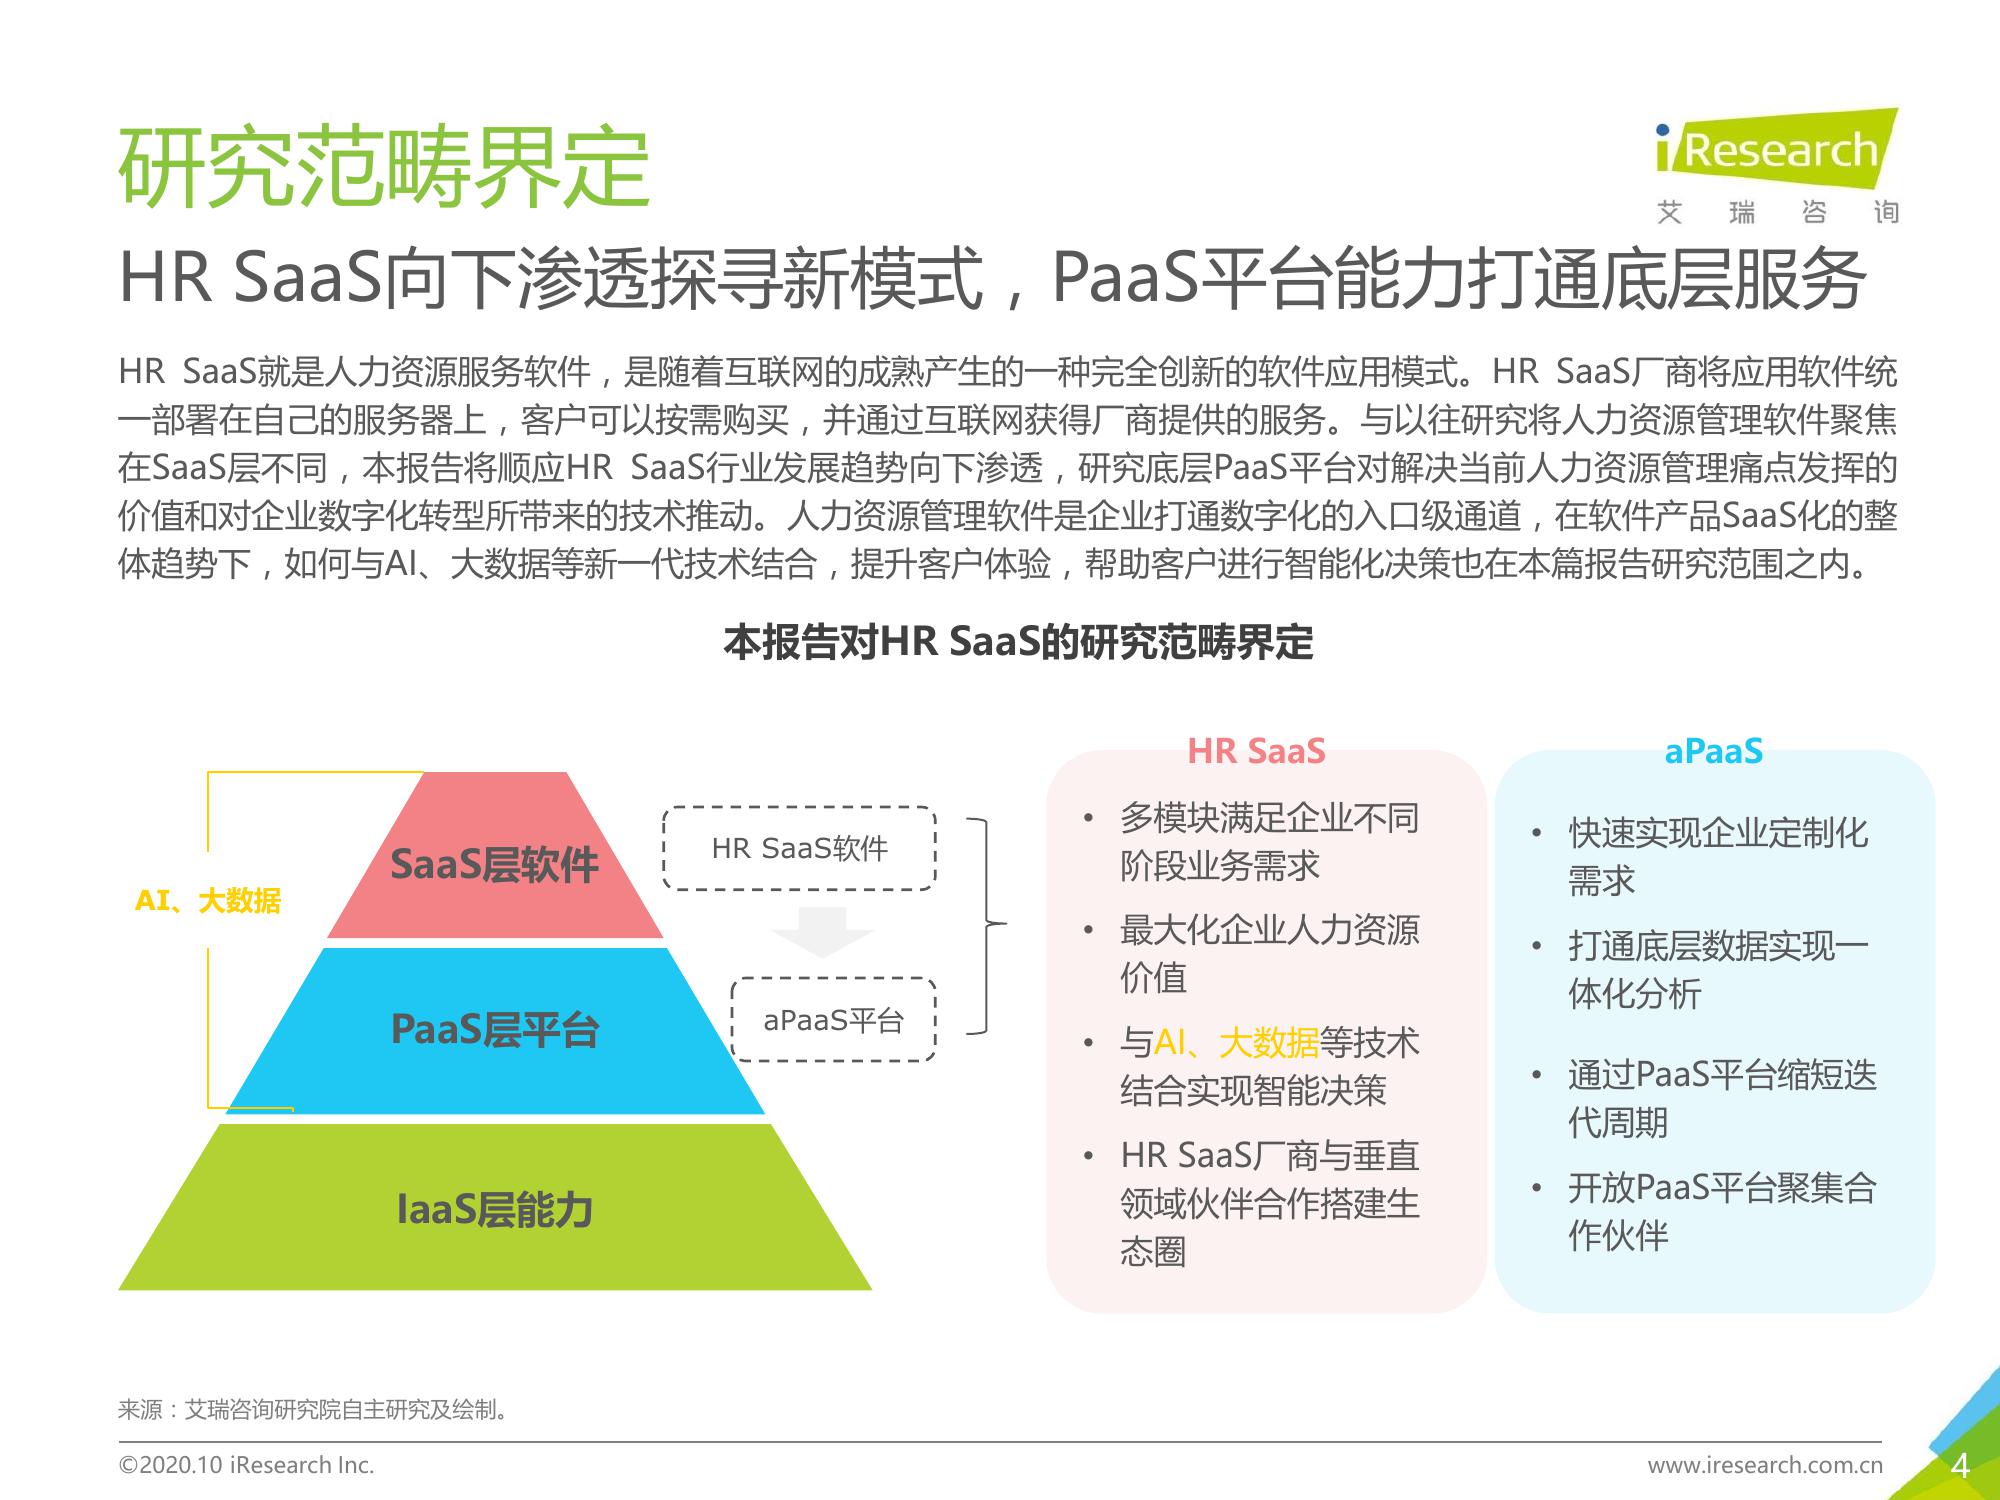 研究范畴界定
iResearch
艾瑞咨询
HR SaaS向下渗透探寻新模式，PaaS平台能力打通底层服务
HR SaaS就是人力资源服务软件，是随着互联网的成熟产生的一种完全创新的软件应用模式。HR SaaS厂商将应用软件统
一部署在自己的服务器上，客户可以按需购买，并通过互联网获得厂商提供的服务。与以往研究将人力资源管理软件聚焦
在SaaS层不同，本报告将顺应HR SaaS行业发展趋势向下渗透，研究底层PaaS平台对解决当前人力资源管理痛点发挥的
价值和对企业数字化转型所带来的技术推动。人力资源管理软件是企业打通数字化的入口级通道，在软件产品SaaS化的整
体趋势下，如何与AI、大数据等新一代技术结合，提升客户体验，帮助客户进行智能化决策也在本篇报告研究范围之内。
本报告对HR SaaS的研究范畴界定
AI、大数据
SaaS层软件
PaaS层平台
IaaS层能力
HR SaaS软件
aPaaS平台
HR SaaS
• 多模块满足企业不同
阶段业务需求
• 最大化企业人力资源
价值
• 与AI、大数据等技术
结合实现智能决策
• HR SaaS厂商与垂直
领域伙伴合作搭建生
态圈
aPaaS
• 快速实现企业定制化
需求
• 打通底层数据实现一
体化分析
• 通过PaaS平台缩短迭
代周期
• 开放PaaS平台聚集合
作伙伴
来源：艾瑞咨询研究院自主研究及绘制。
©2020.10 iResearch Inc.
www.iresearch.com.cn
4